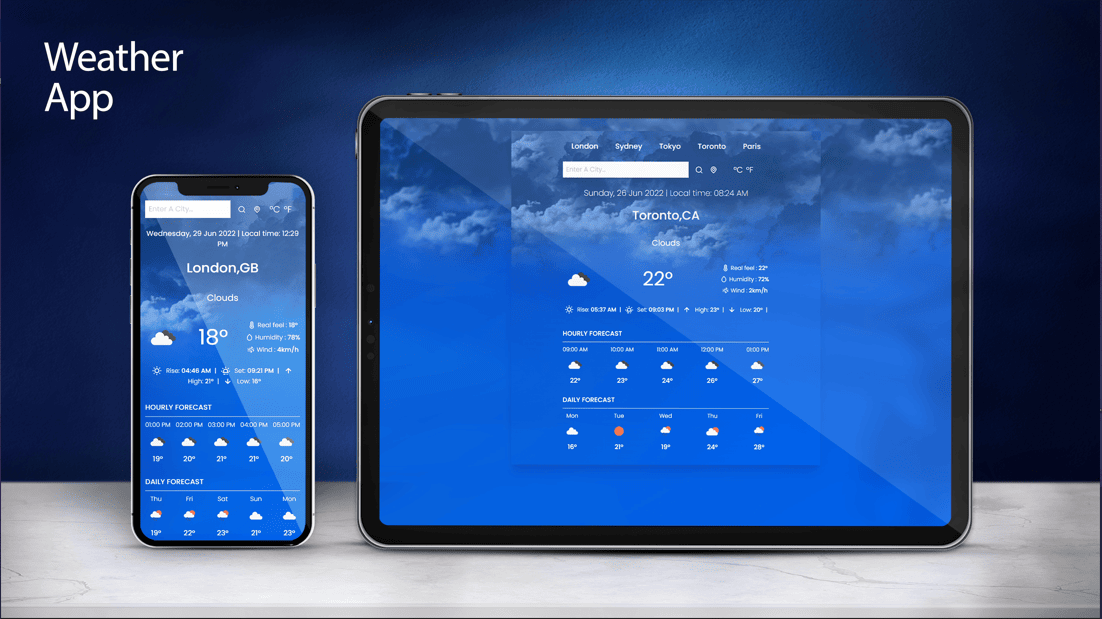 Weather
App
Enter A City...
°C °F
Wednesday, 29 Jun 2022 | Local time: 12:29
PM
London,GB
Clouds
18°
Real feel : 18°
Humidity : 78%
Wind : 4km/h
Rise: 04:46 AM | Set: 09:21 PM |
High: 21° | Low: 16°
HOURLY FORECAST
01:00 PM 02:00 PM 03:00 PM 04:00 PM 05:00 PM
19° 20° 21° 21° 20°
DAILY FORECAST
Thu Fri Sat Sun Mon
19° 22° 23° 21° 23°
London Sydney Tokyo Toronto Paris
Enter A City...
°C °F
Sunday, 26 Jun 2022 | Local time: 08:24 AM
Toronto,CA
Clouds
22°
Real feel : 22°
Humidity : 72%
Wind : 2km/h
Rise: 05:37 AM | Set: 09:03 PM | High: 23° | Low: 20° |
HOURLY FORECAST
09:00 AM 10:00 AM 11:00 AM 12:00 PM 01:00 PM
22° 23° 24° 26° 27°
DAILY FORECAST
Mon Tue Wed Thu Fri
16° 21° 19° 24° 28°